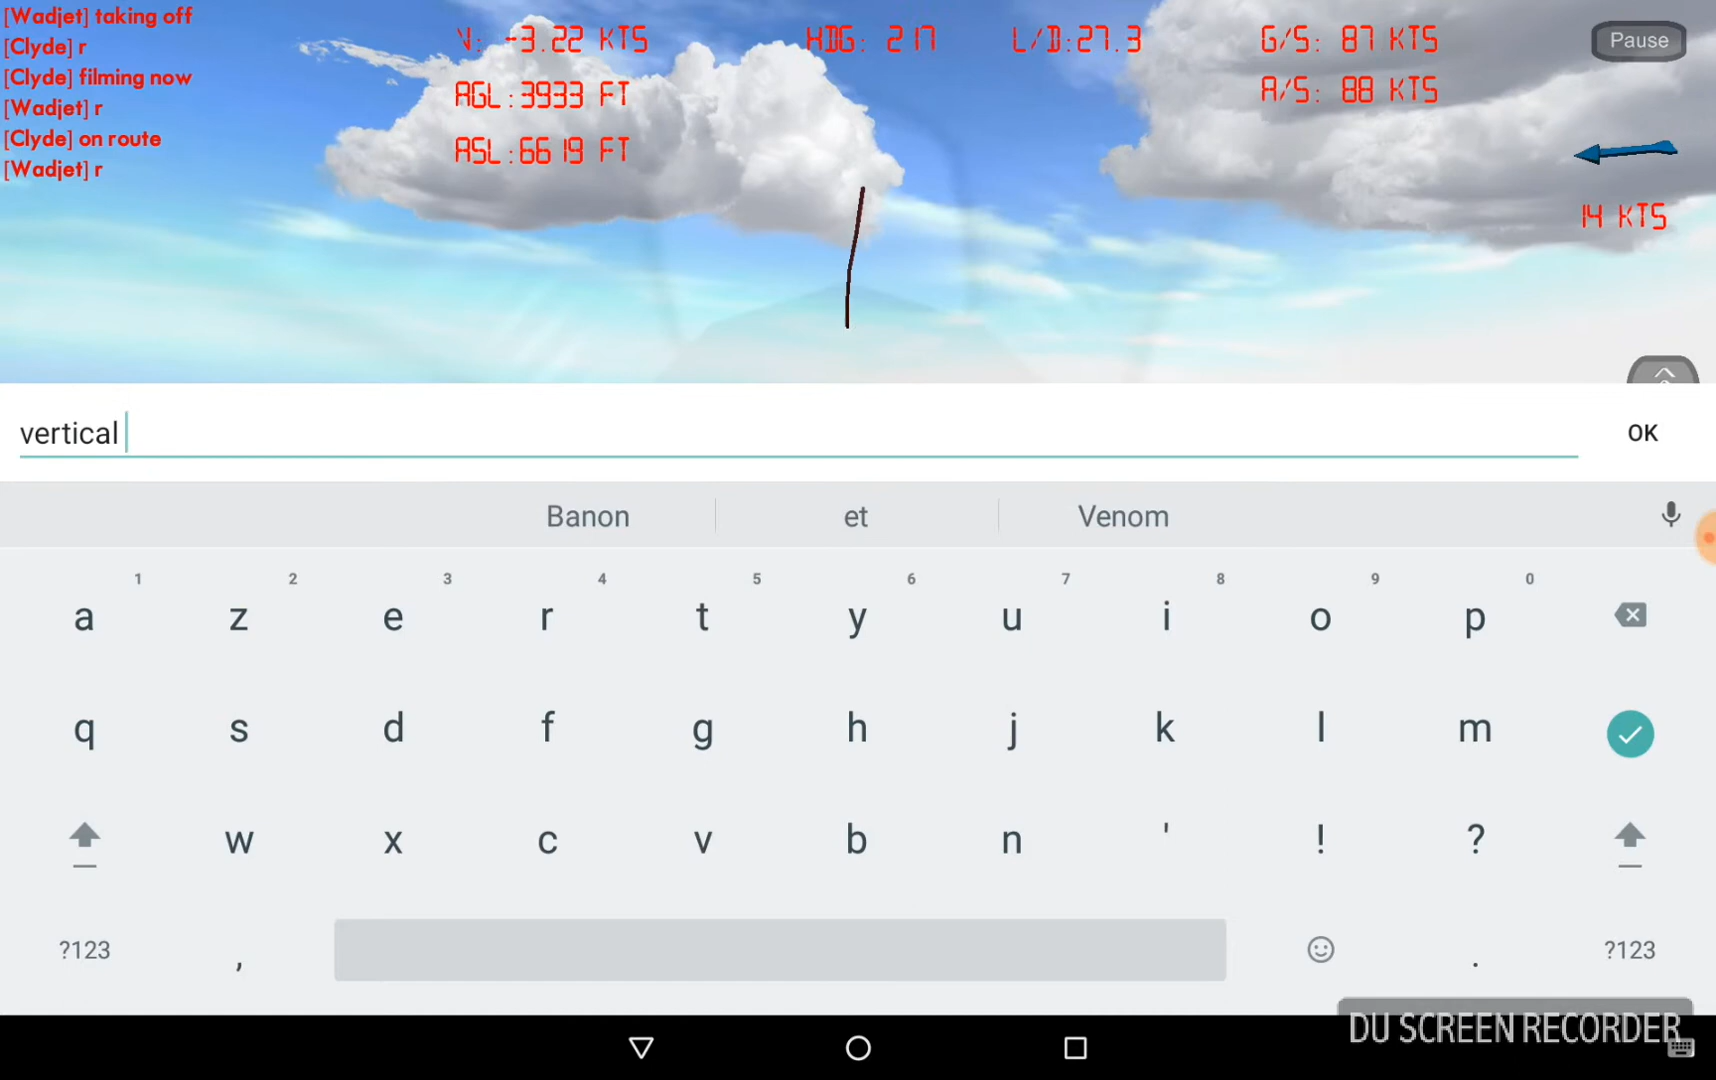 [Wadjet] taking off
[Clyde] r
[Clyde] filming now
[Wadjet] r
[Clyde] on route
[Wadjet] r
V: -3.22 KTS
HDG: 217
L/D:27.3
G/S: 87 KTS
Pause
AGL:3933 FT
A/S: 88 KTS
ASL:6619 FT
14 KTS
vertical
OK
Banon
et
Venom
1 2 3 4 5 6 7 8 9 0
a z e r t y u i o p
q s d f g h j k l m
w x c v b n ' ! ?
?123 , . ?123
DU SCREEN RECORDER